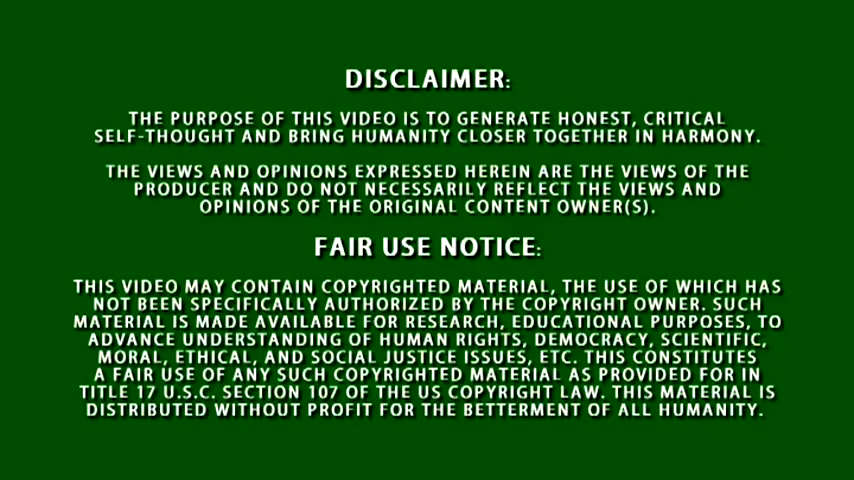 DISCLAIMER:
THE PURPOSE OF THIS VIDEO IS TO GENERATE HONEST, CRITICAL
SELF-THOUGHT AND BRING HUMANITY CLOSER TOGETHER IN HARMONY.
THE VIEWS AND OPINIONS EXPRESSED HEREIN ARE THE VIEWS OF THE
PRODUCER AND DO NOT NECESSARILY REFLECT THE VIEWS AND
OPINIONS OF THE ORIGINAL CONTENT OWNER(S).
FAIR USE NOTICE:
THIS VIDEO MAY CONTAIN COPYRIGHTED MATERIAL, THE USE OF WHICH HAS
NOT BEEN SPECIFICALLY AUTHORIZED BY THE COPYRIGHT OWNER. SUCH
MATERIAL IS MADE AVAILABLE FOR RESEARCH, EDUCATIONAL PURPOSES, TO
ADVANCE UNDERSTANDING OF HUMAN RIGHTS, DEMOCRACY, SCIENTIFIC,
MORAL, ETHICAL, AND SOCIAL JUSTICE ISSUES, ETC. THIS CONSTITUTES
A FAIR USE OF ANY SUCH COPYRIGHTED MATERIAL AS PROVIDED FOR IN
TITLE 17 U.S.C. SECTION 107 OF THE US COPYRIGHT LAW. THIS MATERIAL IS
DISTRIBUTED WITHOUT PROFIT FOR THE BETTERMENT OF ALL HUMANITY.